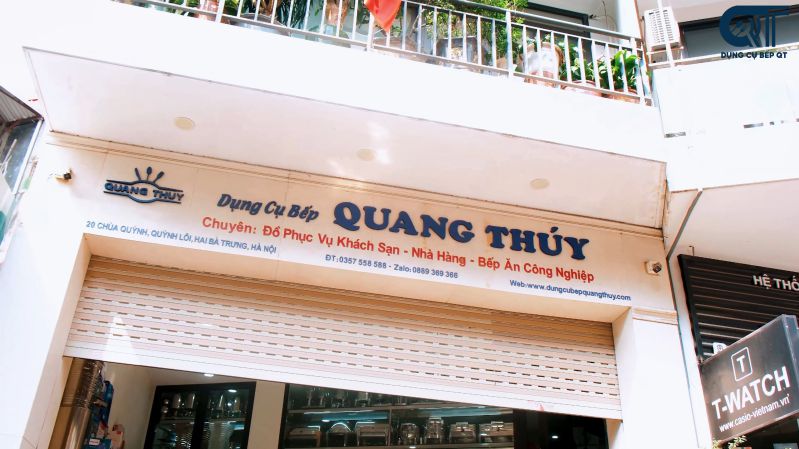 QT
DỤNG CỤ BẾP QT
QUANG THUY
Dụng Cụ Bếp QUANG THÚY
20 CHÙA QUỲNH, QUỲNH LÔI, HAI BÀ TRƯNG, HÀ NỘI
Chuyên: Đồ Phục Vụ Khách Sạn - Nhà Hàng - Bếp Ăn Công Nghiệp
ĐT: 0357 558 588 - Zalo: 0889 369 366
Web: www.dungcubepquangthuy.com
HỆ THỐ
T
T-WATCH
www.casio-vietnam.vn